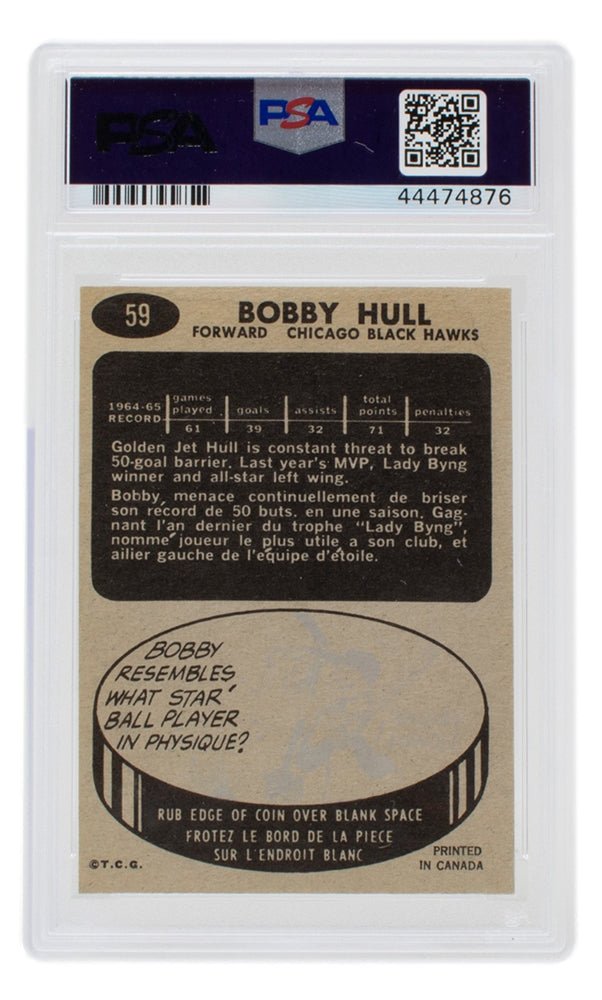 PSA
PSA
44474876
59
BOBBY HULL
FORWARD CHICAGO BLACK HAWKS
1964-65 RECORD games played goals assists total points penalties
61 39 32 71 32
Golden Jet Hull is constant threat to break
50-goal barrier. Last year's MVP, Lady Byng
winner and all-star left wing.
Bobby menace continuellement de briser
son record de 50 buts. en une saison. Gag-
nant l'an dernier du trophe "Lady Byng",
nommé joueur le plus utile a son club, et
ailier gauche de l'équipe d'étoile.
BOBBY
RESEMBLES
WHAT STAR
BALL PLAYER
IN PHYSIQUE?
RUB EDGE OF COIN OVER BLANK SPACE
FROTEZ LE BORD DE LA PIECE
SUR L'ENDROIT BLANC
©T.C.G.
PRINTED
IN CANADA